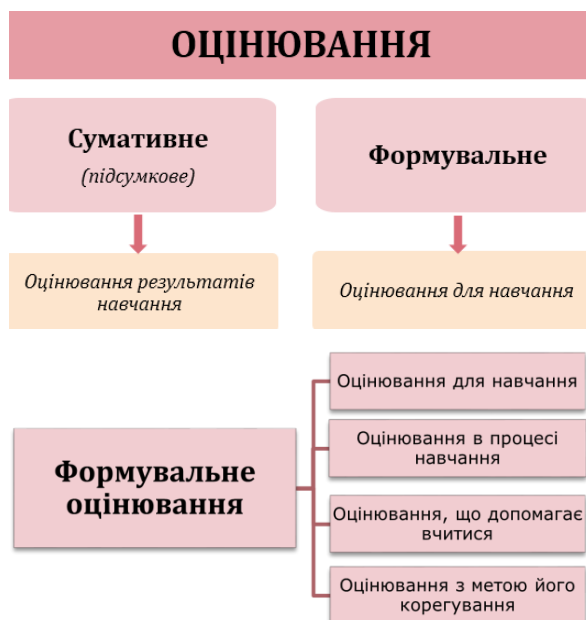 ОЦІНЮВАННЯ
Сумативне
(підсумкове)
Формувальне
Оцінювання результатів
навчання
Оцінювання для навчання
Формувальне
оцінювання
Оцінювання для навчання
Оцінювання в процесі
навчання
Оцінювання, що допомагає
вчитися
Оцінювання з метою його
корегування